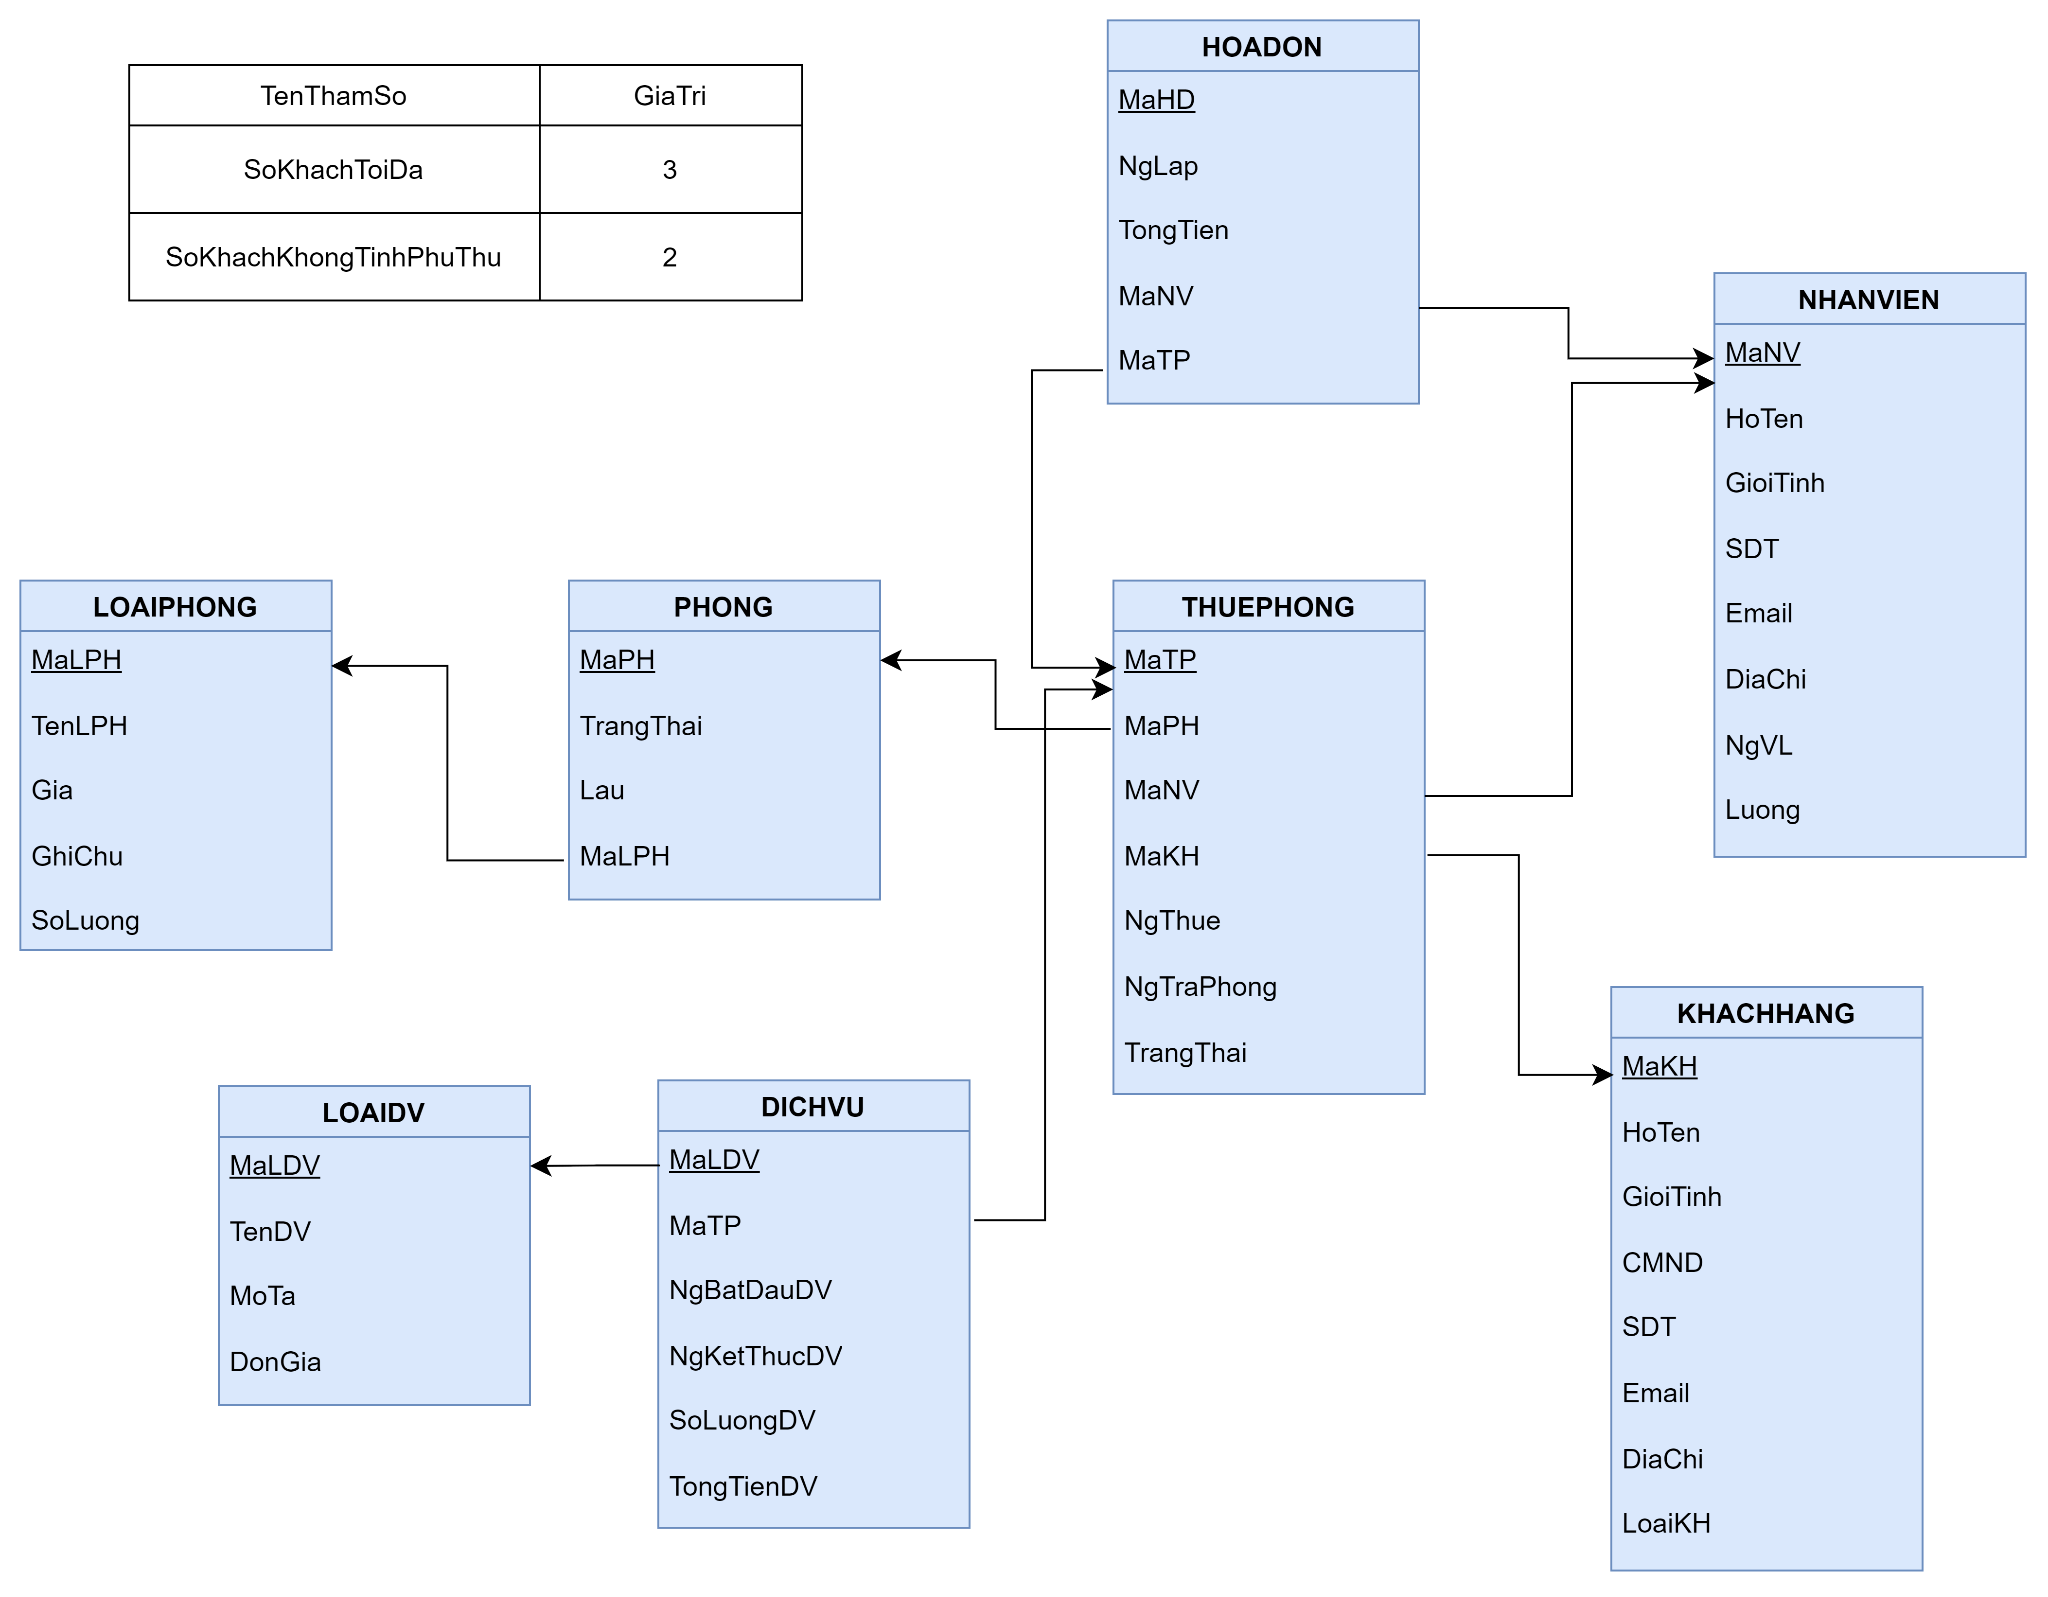 TenThamSo GiaTri
SoKhachToiDa 3
SoKhachKhongTinhPhuThu 2
HOADON
MaHD
NgLap
TongTien
MaNV
MaTP
NHANVIEN
MaNV
HoTen
GioiTinh
SDT
Email
DiaChi
NgVL
Luong
LOAIPHONG
MaLPH
TenLPH
Gia
GhiChu
SoLuong
PHONG
MaPH
TrangThai
Lau
MaLPH
THUEPHONG
MaTP
MaPH
MaNV
MaKH
NgThue
NgTraPhong
TrangThai
KHACHHANG
MaKH
HoTen
GioiTinh
CMND
SDT
Email
DiaChi
LoaiKH
LOAIDV
MaLDV
TenDV
MoTa
DonGia
DICHVU
MaLDV
MaTP
NgBatDauDV
NgKetThucDV
SoLuongDV
TongTienDV